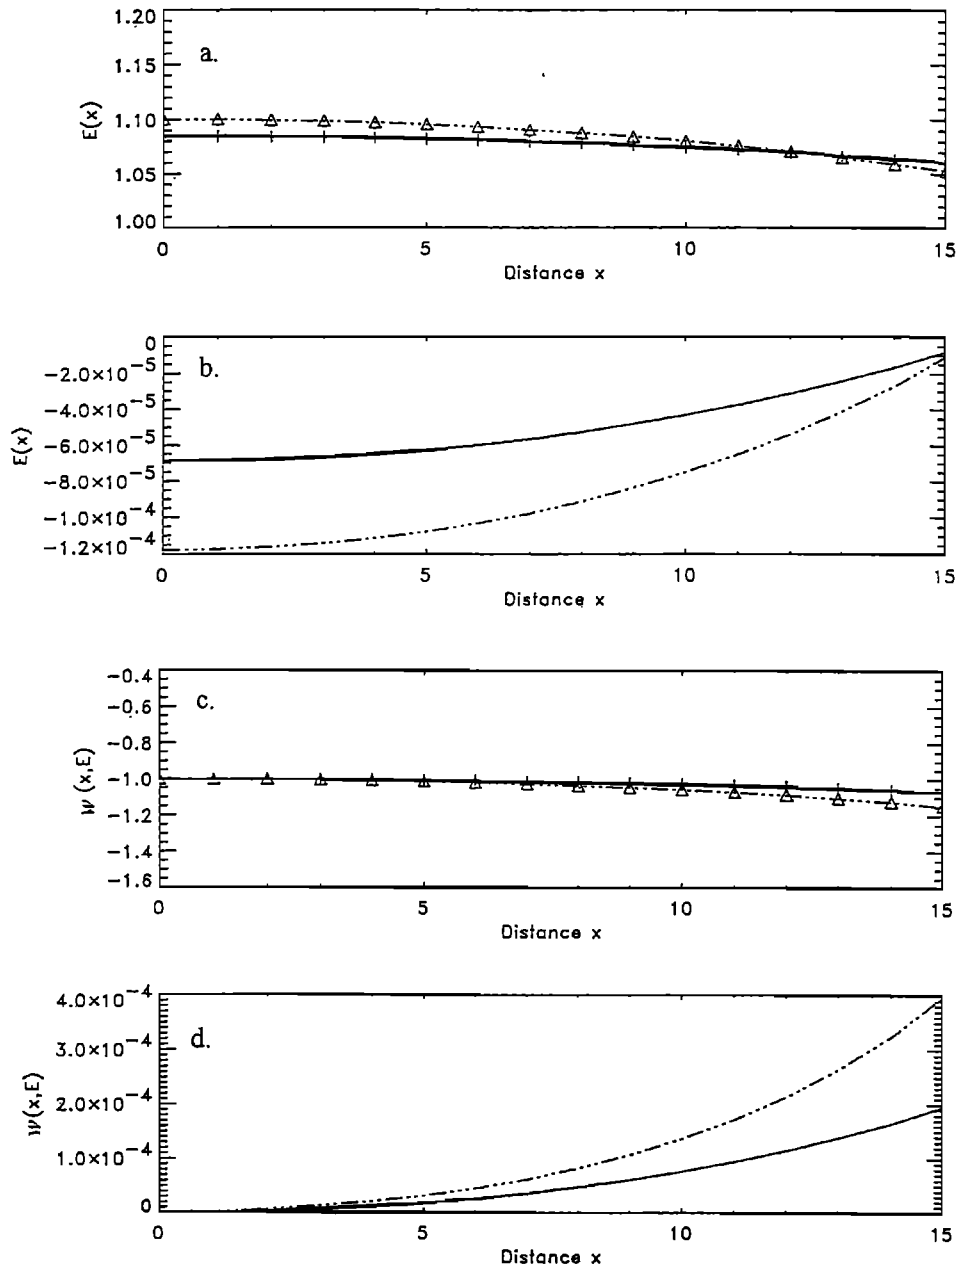 a.
E(x)
1.20
1.15
1.10
1.05
1.00
0 5 10 15
Distance x
b.
E(x)
0
−2.0×10⁻⁵
−4.0×10⁻⁵
−6.0×10⁻⁵
−8.0×10⁻⁵
−1.0×10⁻⁴
−1.2×10⁻⁴
0 5 10 15
Distance x
c.
W (x,E)
−0.4
−0.6
−0.8
−1.0
−1.2
−1.4
−1.6
0 5 10 15
Distance x
d.
W(x,E)
4.0×10⁻⁴
3.0×10⁻⁴
2.0×10⁻⁴
1.0×10⁻⁴
0
0 5 10 15
Distance x